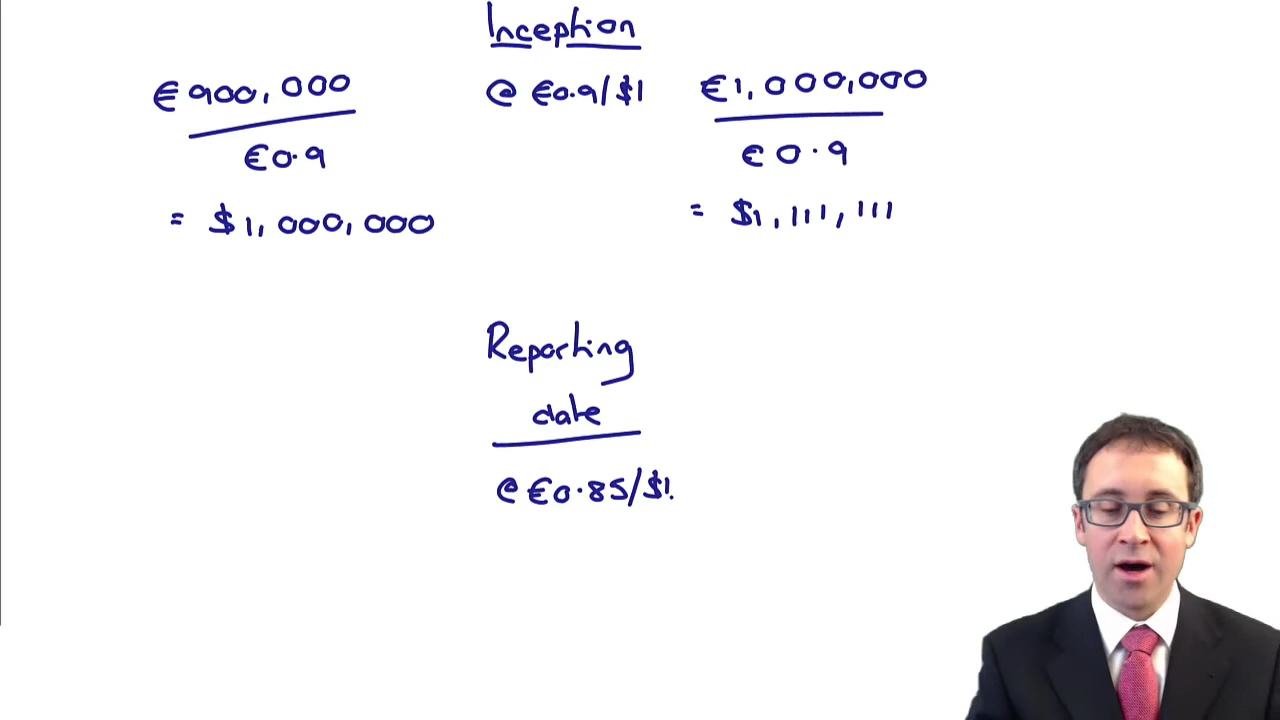 Inception
€900,000
€0.9
= $1,000,000
@ €0.9/$1
€1,000,000
€0.9
= $1,111,111
Reporting
date
@ €0.85/$1.